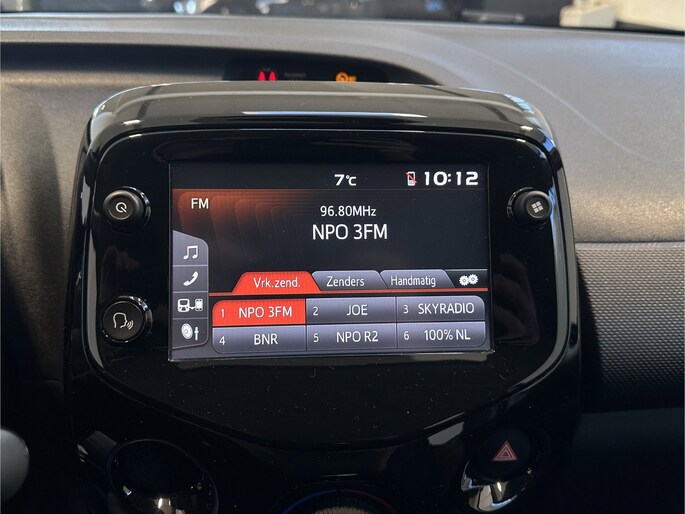 7°C
10:12
FM
96.80MHz
NPO 3FM
Vrk.zend.
Zenders
Handmatig
1 NPO 3FM
2 JOE
3 SKYRADIO
4 BNR
5 NPO R2
6 100% NL